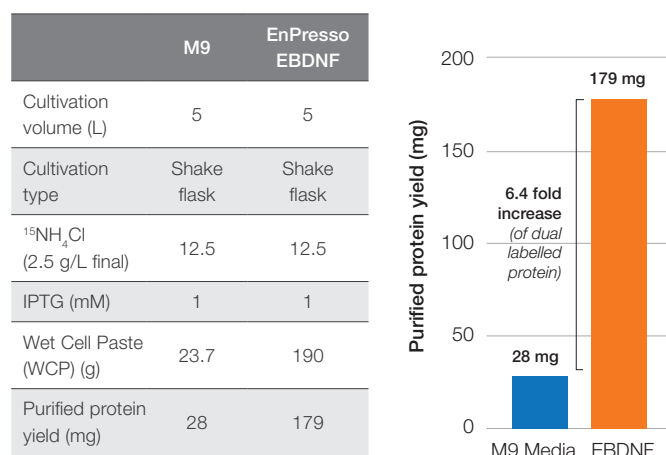 M9
EnPresso
EBDNF
Cultivation
volume (L)
5
5
Cultivation
type
Shake
flask
Shake
flask
¹⁵NH₄Cl
(2.5 g/L final)
12.5
12.5
IPTG (mM)
1
1
Wet Cell Paste
(WCP) (g)
23.7
190
Purified protein
yield (mg)
28
179
Purified protein yield (mg)
200
150
100
50
0
179 mg
6.4 fold
increase
(of dual
labelled
protein)
28 mg
M9 Media
EBDNF